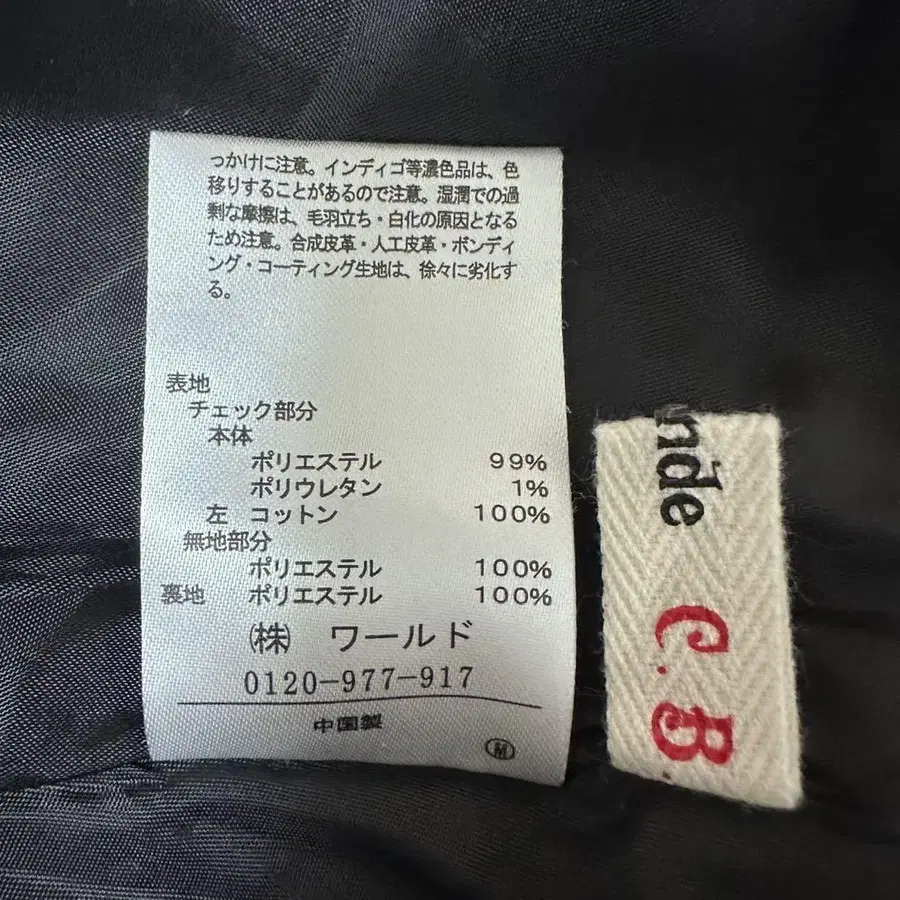 っかけに注意。インディゴ等濃色品は、色
移りすることがあるので注意。湿潤での過
剰な摩擦は、毛羽立ち・白化の原因となる
ため注意。合成皮革・人工皮革・ボンディ
ング・コーティング生地は、徐々に劣化す
る。
表地
チェック部分
本体
ポリエステル 99%
ポリウレタン 1%
左 コットン 100%
無地部分
ポリエステル 100%
裏地 ポリエステル 100%
㈱ ワールド
0120-977-917
中国製
Ⓜ
nde
C.B.